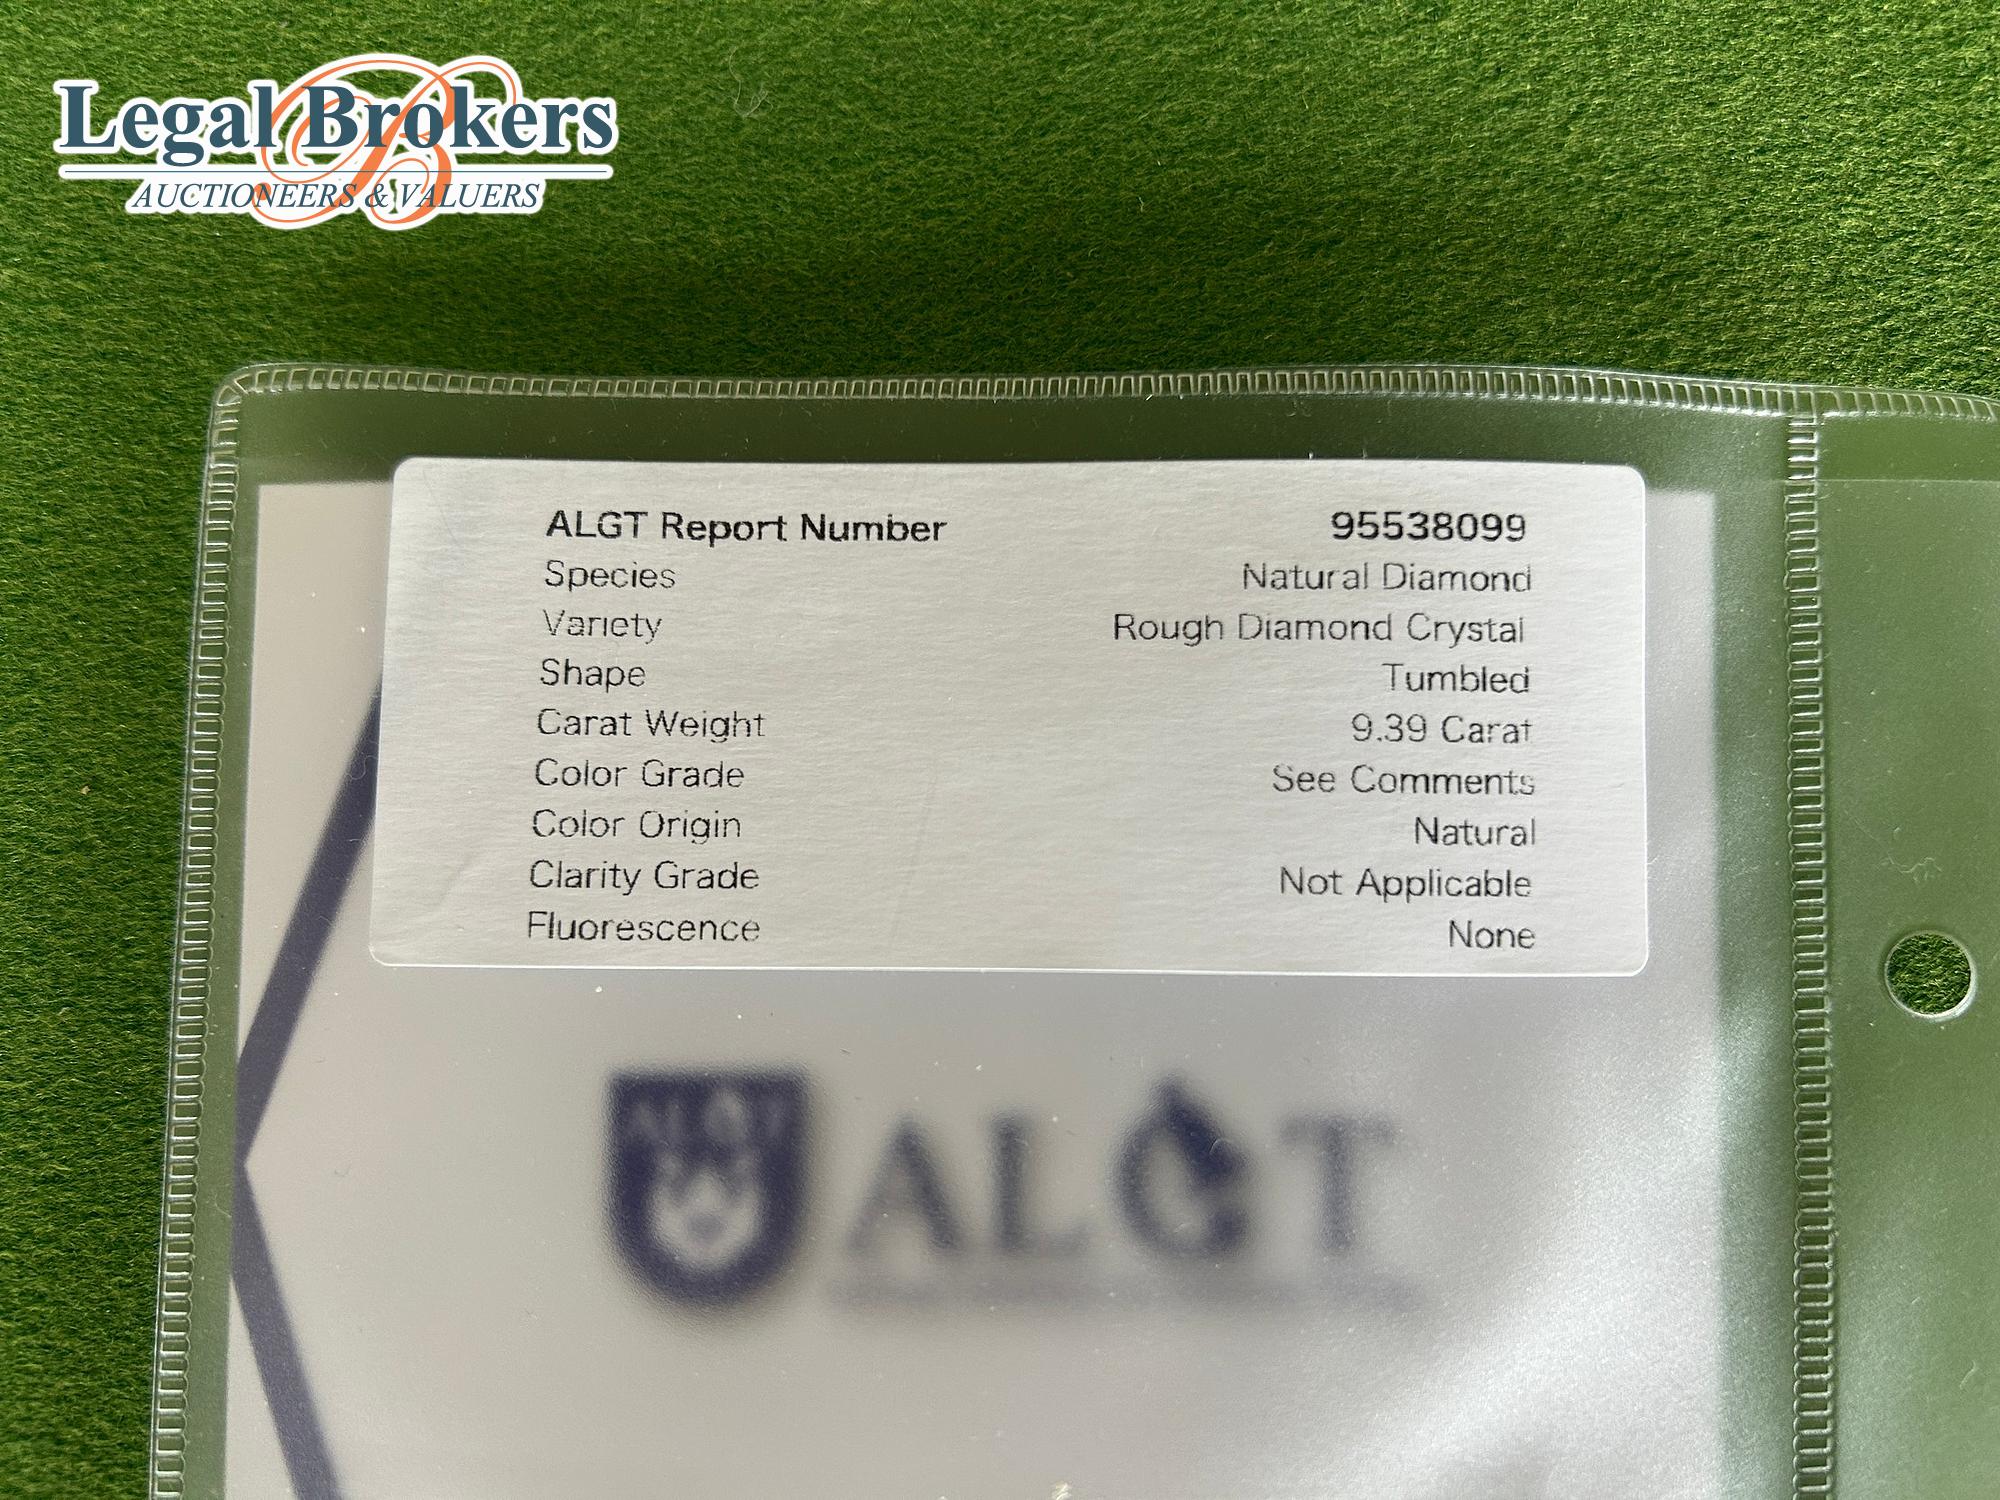 Legal Brokers
AUCTIONEERS & VALUERS
ALGT Report Number 95538099
Species Natural Diamond
Variety Rough Diamond Crystal
Shape Tumbled
Carat Weight 9.39 Carat
Color Grade See Comments
Color Origin Natural
Clarity Grade Not Applicable
Fluorescence None
ALGT
ALGT